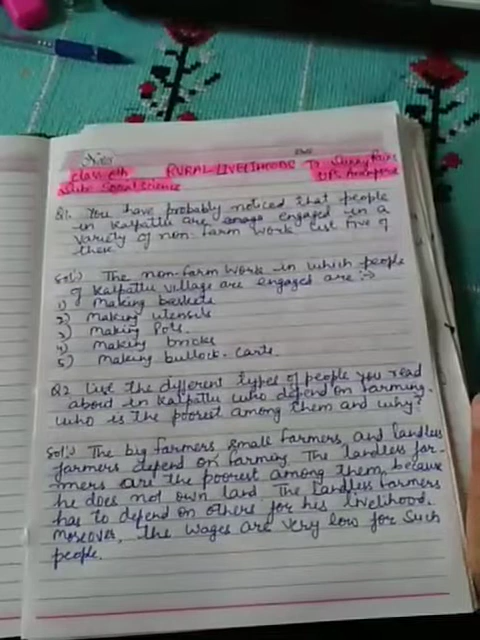 Date
class 6th RURAL LIVELIHOODS
Sub: Social Science
Q1. You have probably noticed that people
in Kalpattu are engaged in a
variety of non-farm work. List five of
these
Sol:) The non-farm work in which people
of Kalpattu village are engaged are :->
1) Making baskets
2) Making utensils
3) Making Pots.
4) Making bricks
5) Making bullock-carts.
Q2 List the different types of people you read
about in Kalpattu who depend on farming.
who is the poorest among them and why?
Sol:) The big farmers small farmers, and landless
farmers depend on farming The landless far-
mers are the poorest among them because
he does not own land. The landless farmers
has to depend on others for his livelihood.
Moreover, the wages are very low for such
people.